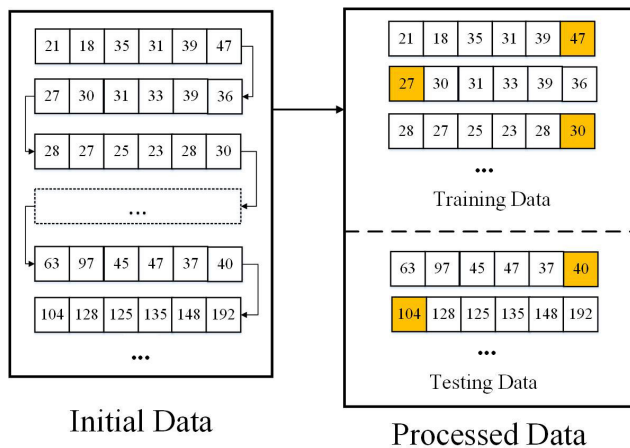 21 18 35 31 39 47
27 30 31 33 39 36
28 27 25 23 28 30
...
63 97 45 47 37 40
104 128 125 135 148 192
...
Initial Data
21 18 35 31 39 47
27 30 31 33 39 36
28 27 25 23 28 30
...
Training Data
63 97 45 47 37 40
104 128 125 135 148 192
...
Testing Data
Processed Data